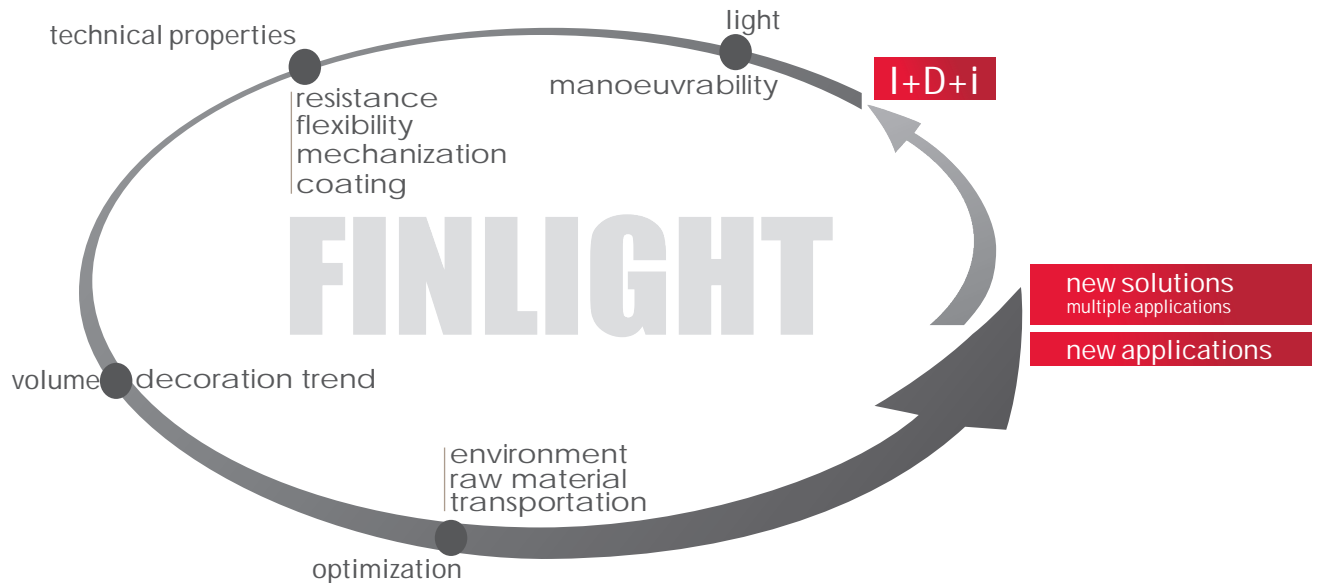 light
technical properties
manoeuvrability
I+D+i
resistance
flexibility
mechanization
coating
FINLIGHT
new solutions
multiple applications
new applications
volume
decoration trend
environment
raw material
transportation
optimization